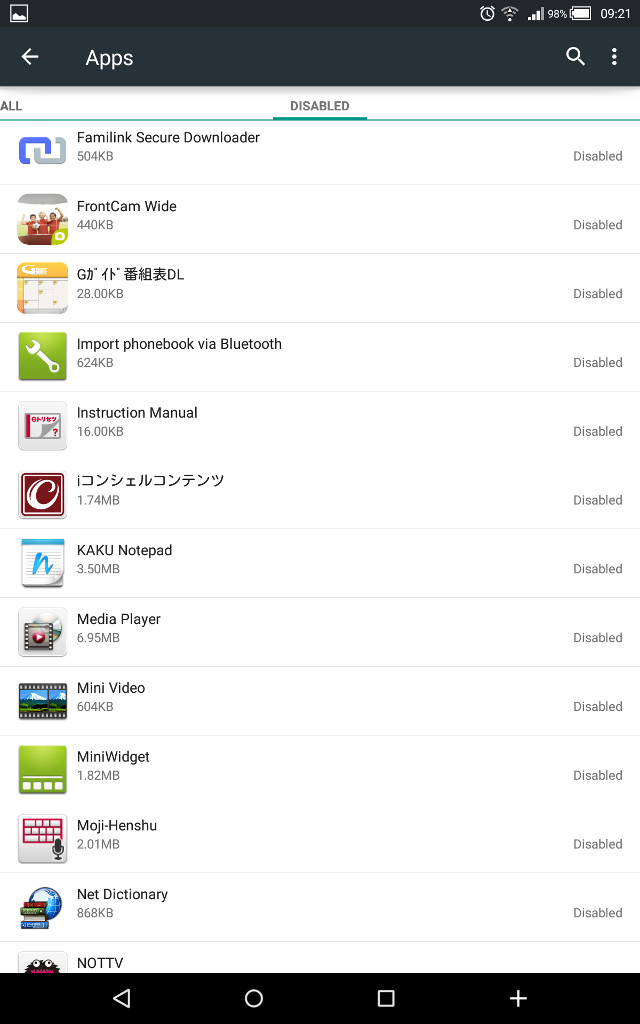 98% 09:21
Apps
ALL DISABLED
Familink Secure Downloader
504KB Disabled
FrontCam Wide
440KB Disabled
Gガイド番組表DL
28.00KB Disabled
Import phonebook via Bluetooth
624KB Disabled
Instruction Manual
16.00KB Disabled
iコンシェルコンテンツ
1.74MB Disabled
KAKU Notepad
3.50MB Disabled
Media Player
6.95MB Disabled
Mini Video
604KB Disabled
MiniWidget
1.82MB Disabled
Moji-Henshu
2.01MB Disabled
Net Dictionary
868KB Disabled
NOTTV